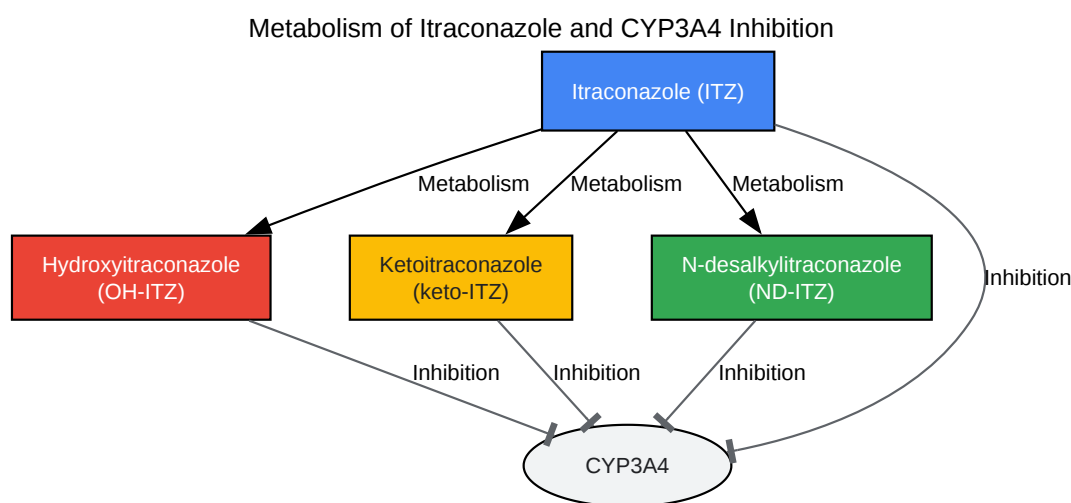 Metabolism of Itraconazole and CYP3A4 Inhibition
Itraconazole (ITZ)
Metabolism
Metabolism
Metabolism
Hydroxyitraconazole
(OH-ITZ)
Ketoitraconazole
(keto-ITZ)
N-desalkylitraconazole
(ND-ITZ)
Inhibition
Inhibition
Inhibition
Inhibition
CYP3A4